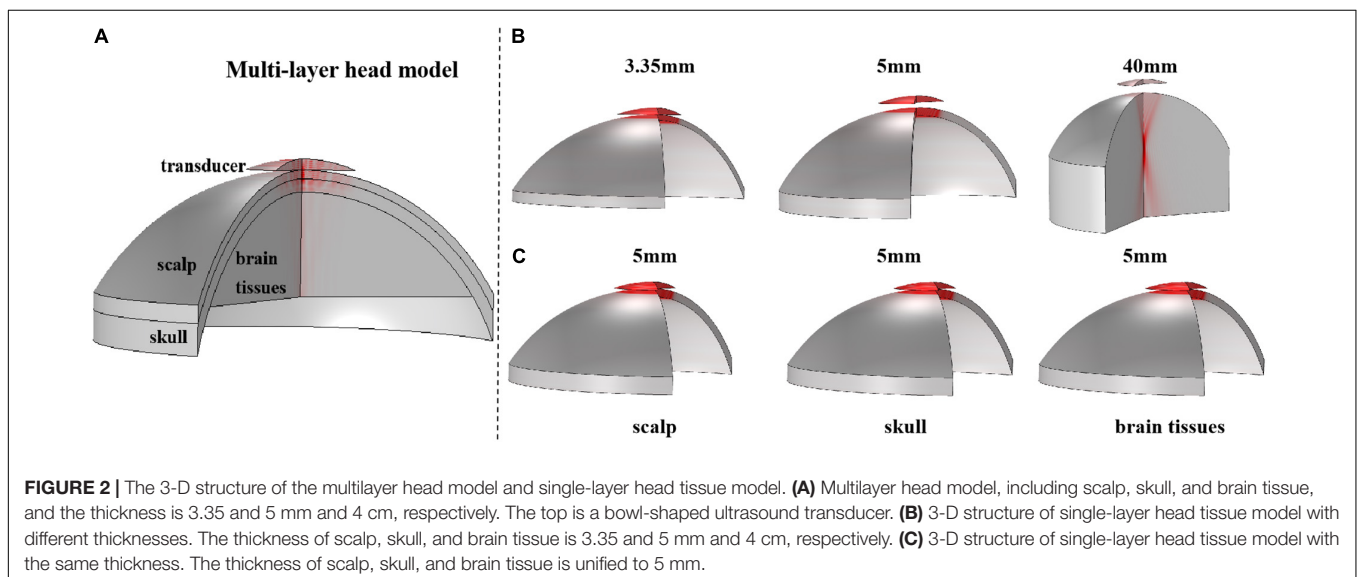 A
Multi-layer head model
transducer
scalp
brain
tissues
skull
B
3.35mm
5mm
40mm
C
5mm
5mm
5mm
scalp
skull
brain tissues
FIGURE 2 | The 3-D structure of the multilayer head model and single-layer head tissue model. (A) Multilayer head model, including scalp, skull, and brain tissue,
and the thickness is 3.35 and 5 mm and 4 cm, respectively. The top is a bowl-shaped ultrasound transducer. (B) 3-D structure of single-layer head tissue model with
different thicknesses. The thickness of scalp, skull, and brain tissue is 3.35 and 5 mm and 4 cm, respectively. (C) 3-D structure of single-layer head tissue model with
the same thickness. The thickness of scalp, skull, and brain tissue is unified to 5 mm.